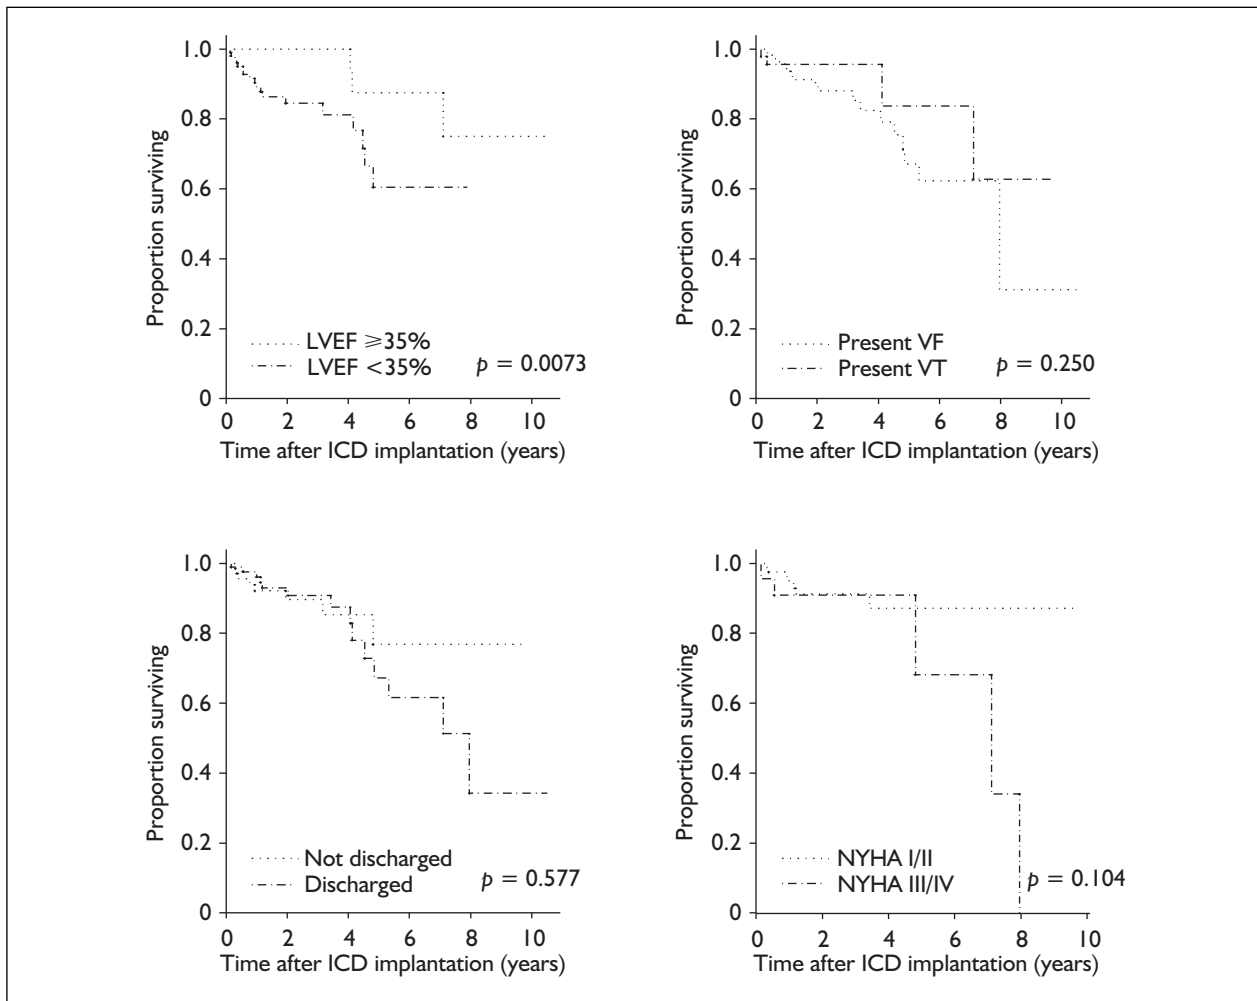 1.0
0.8
0.6
0.4
0.2
0
Proportion surviving
LVEF ⩾35%
LVEF <35%
p = 0.0073
0 2 4 6 8 10
Time after ICD implantation (years)
1.0
0.8
0.6
0.4
0.2
0
Proportion surviving
Present VF
Present VT
p = 0.250
0 2 4 6 8 10
Time after ICD implantation (years)
1.0
0.8
0.6
0.4
0.2
0
Proportion surviving
Not discharged
Discharged
p = 0.577
0 2 4 6 8 10
Time after ICD implantation (years)
1.0
0.8
0.6
0.4
0.2
0
Proportion surviving
NYHA I/II
NYHA III/IV
p = 0.104
0 2 4 6 8 10
Time after ICD implantation (years)